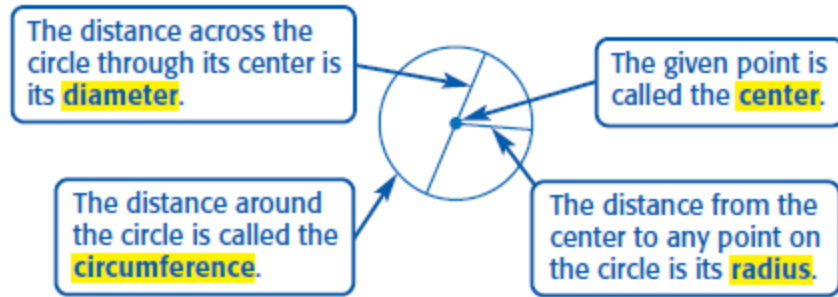 The distance across the
circle through its center is
its diameter.
The given point is
called the center.
The distance around
the circle is called the
circumference.
The distance from the
center to any point on
the circle is its radius.